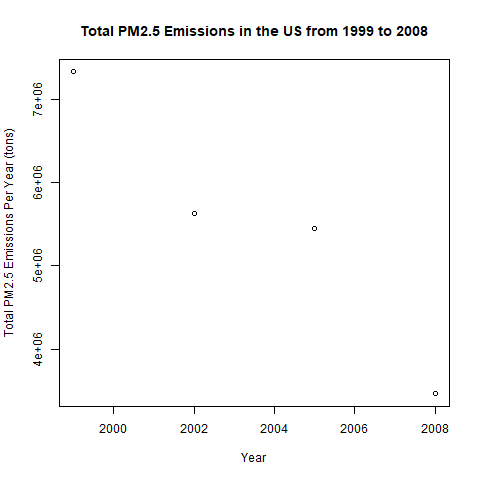 Total PM2.5 Emissions in the US from 1999 to 2008
Total PM2.5 Emissions Per Year (tons)
7e+06
6e+06
5e+06
4e+06
2000 2002 2004 2006 2008
Year